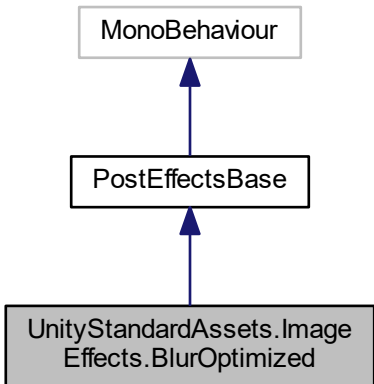 MonoBehaviour
PostEffectsBase
UnityStandardAssets.Image
Effects.BlurOptimized